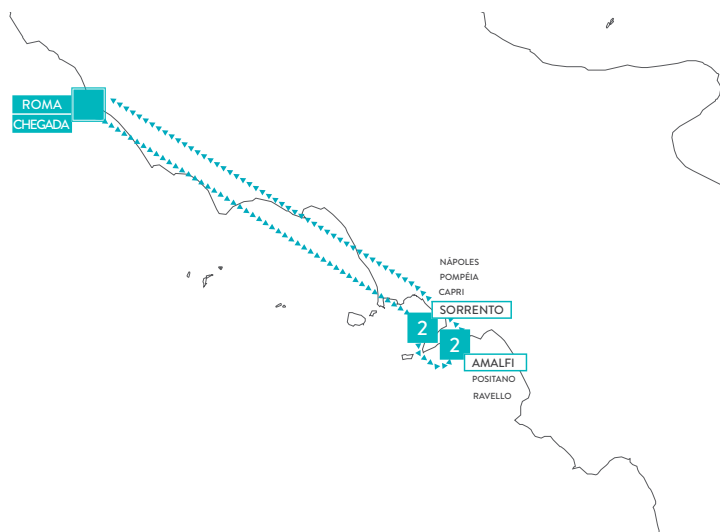 ROMA
CHEGADA
NÁPOLES
POMPÉIA
CAPRI
SORRENTO
2
2
AMALFI
POSITANO
RAVELLO